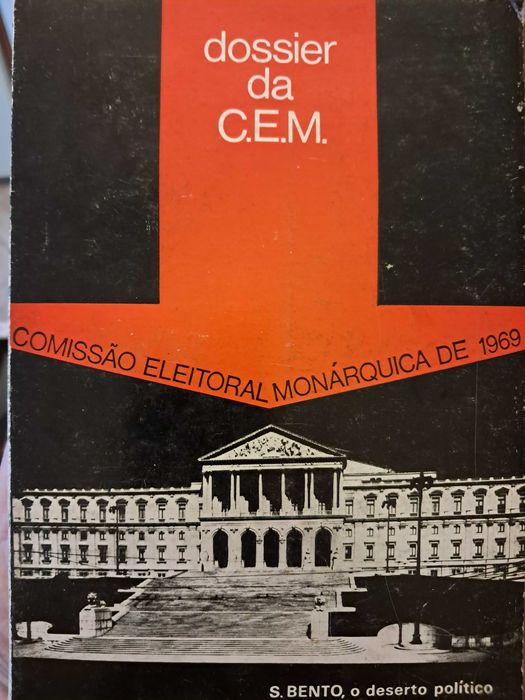 dossier
da
C.E.M.
COMISSÃO ELEITORAL MONÁRQUICA DE 1969
S. BENTO, o deserto político